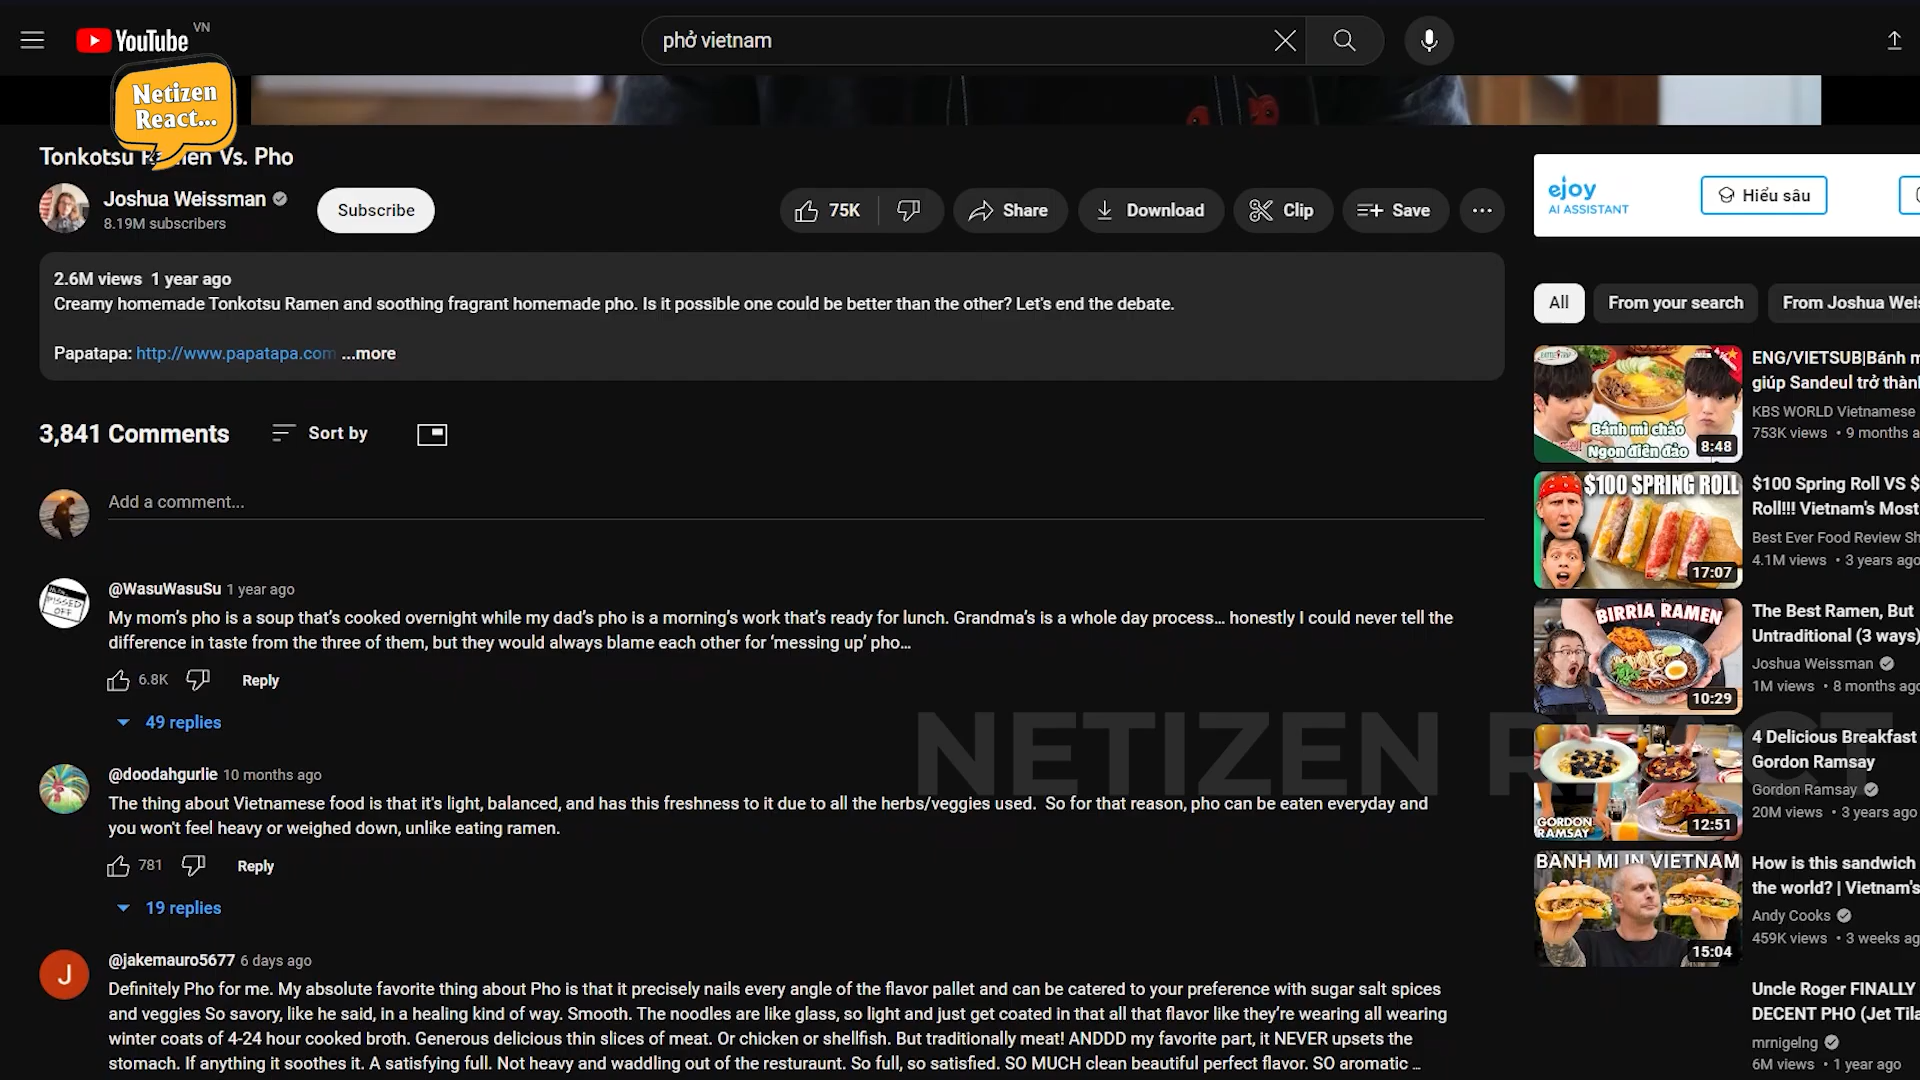 YouTube VN
phở vietnam
Netizen
React...
Tonkotsu Ramen Vs. Pho
Joshua Weissman
8.19M subscribers
Subscribe
75K
Share
Download
Clip
Save
2.6M views 1 year ago
Creamy homemade Tonkotsu Ramen and soothing fragrant homemade pho. Is it possible one could be better than the other? Let's end the debate.
Papatapa: http://www.papatapa.com ...more
3,841 Comments
Sort by
Add a comment...
@WasuWasuSu 1 year ago
My mom’s pho is a soup that’s cooked overnight while my dad’s pho is a morning’s work that’s ready for lunch. Grandma’s is a whole day process… honestly I could never tell the
difference in taste from the three of them, but they would always blame each other for ‘messing up’ pho…
6.8K
Reply
49 replies
@doodahgurlie 10 months ago
The thing about Vietnamese food is that it's light, balanced, and has this freshness to it due to all the herbs/veggies used. So for that reason, pho can be eaten everyday and
you won't feel heavy or weighed down, unlike eating ramen.
781
Reply
19 replies
J
@jakemauro5677 6 days ago
Definitely Pho for me. My absolute favorite thing about Pho is that it precisely nails every angle of the flavor pallet and can be catered to your preference with sugar salt spices
and veggies So savory, like he said, in a healing kind of way. Smooth. The noodles are like glass, so light and just get coated in that all that flavor like they’re wearing all wearing
winter coats of 4-24 hour cooked broth. Generous delicious thin slices of meat. Or chicken or shellfish. But traditionally meat! ANDDD my favorite part, it NEVER upsets the
stomach. If anything it soothes it. A satisfying full. Not heavy and waddling out of the resturaunt. So full, so satisfied. SO MUCH clean beautiful perfect flavor. SO aromatic …
NETIZEN REACT
ejoy
AI ASSISTANT
Hiểu sâu
All
From your search
From Joshua Weis
Bánh mì chảo
Ngon điên đảo
8:48
ENG/VIETSUB|Bánh m
giúp Sandeul trở thàn
KBS WORLD Vietnamese
753K views • 9 months a
$100 SPRING ROLL
17:07
$100 Spring Roll VS $
Roll!!! Vietnam's Most
Best Ever Food Review Sh
4.1M views • 3 years ago
BIRRIA RAMEN
10:29
The Best Ramen, But
Untraditional (3 ways)
Joshua Weissman
1M views • 8 months ago
GORDON
RAMSAY
12:51
4 Delicious Breakfast
Gordon Ramsay
Gordon Ramsay
20M views • 3 years ago
BANH MI IN VIETNAM
15:04
How is this sandwich
the world? | Vietnam's
Andy Cooks
459K views • 3 weeks ag
Uncle Roger FINALLY
DECENT PHO (Jet Tila
mrnigelng
6M views • 1 year ago